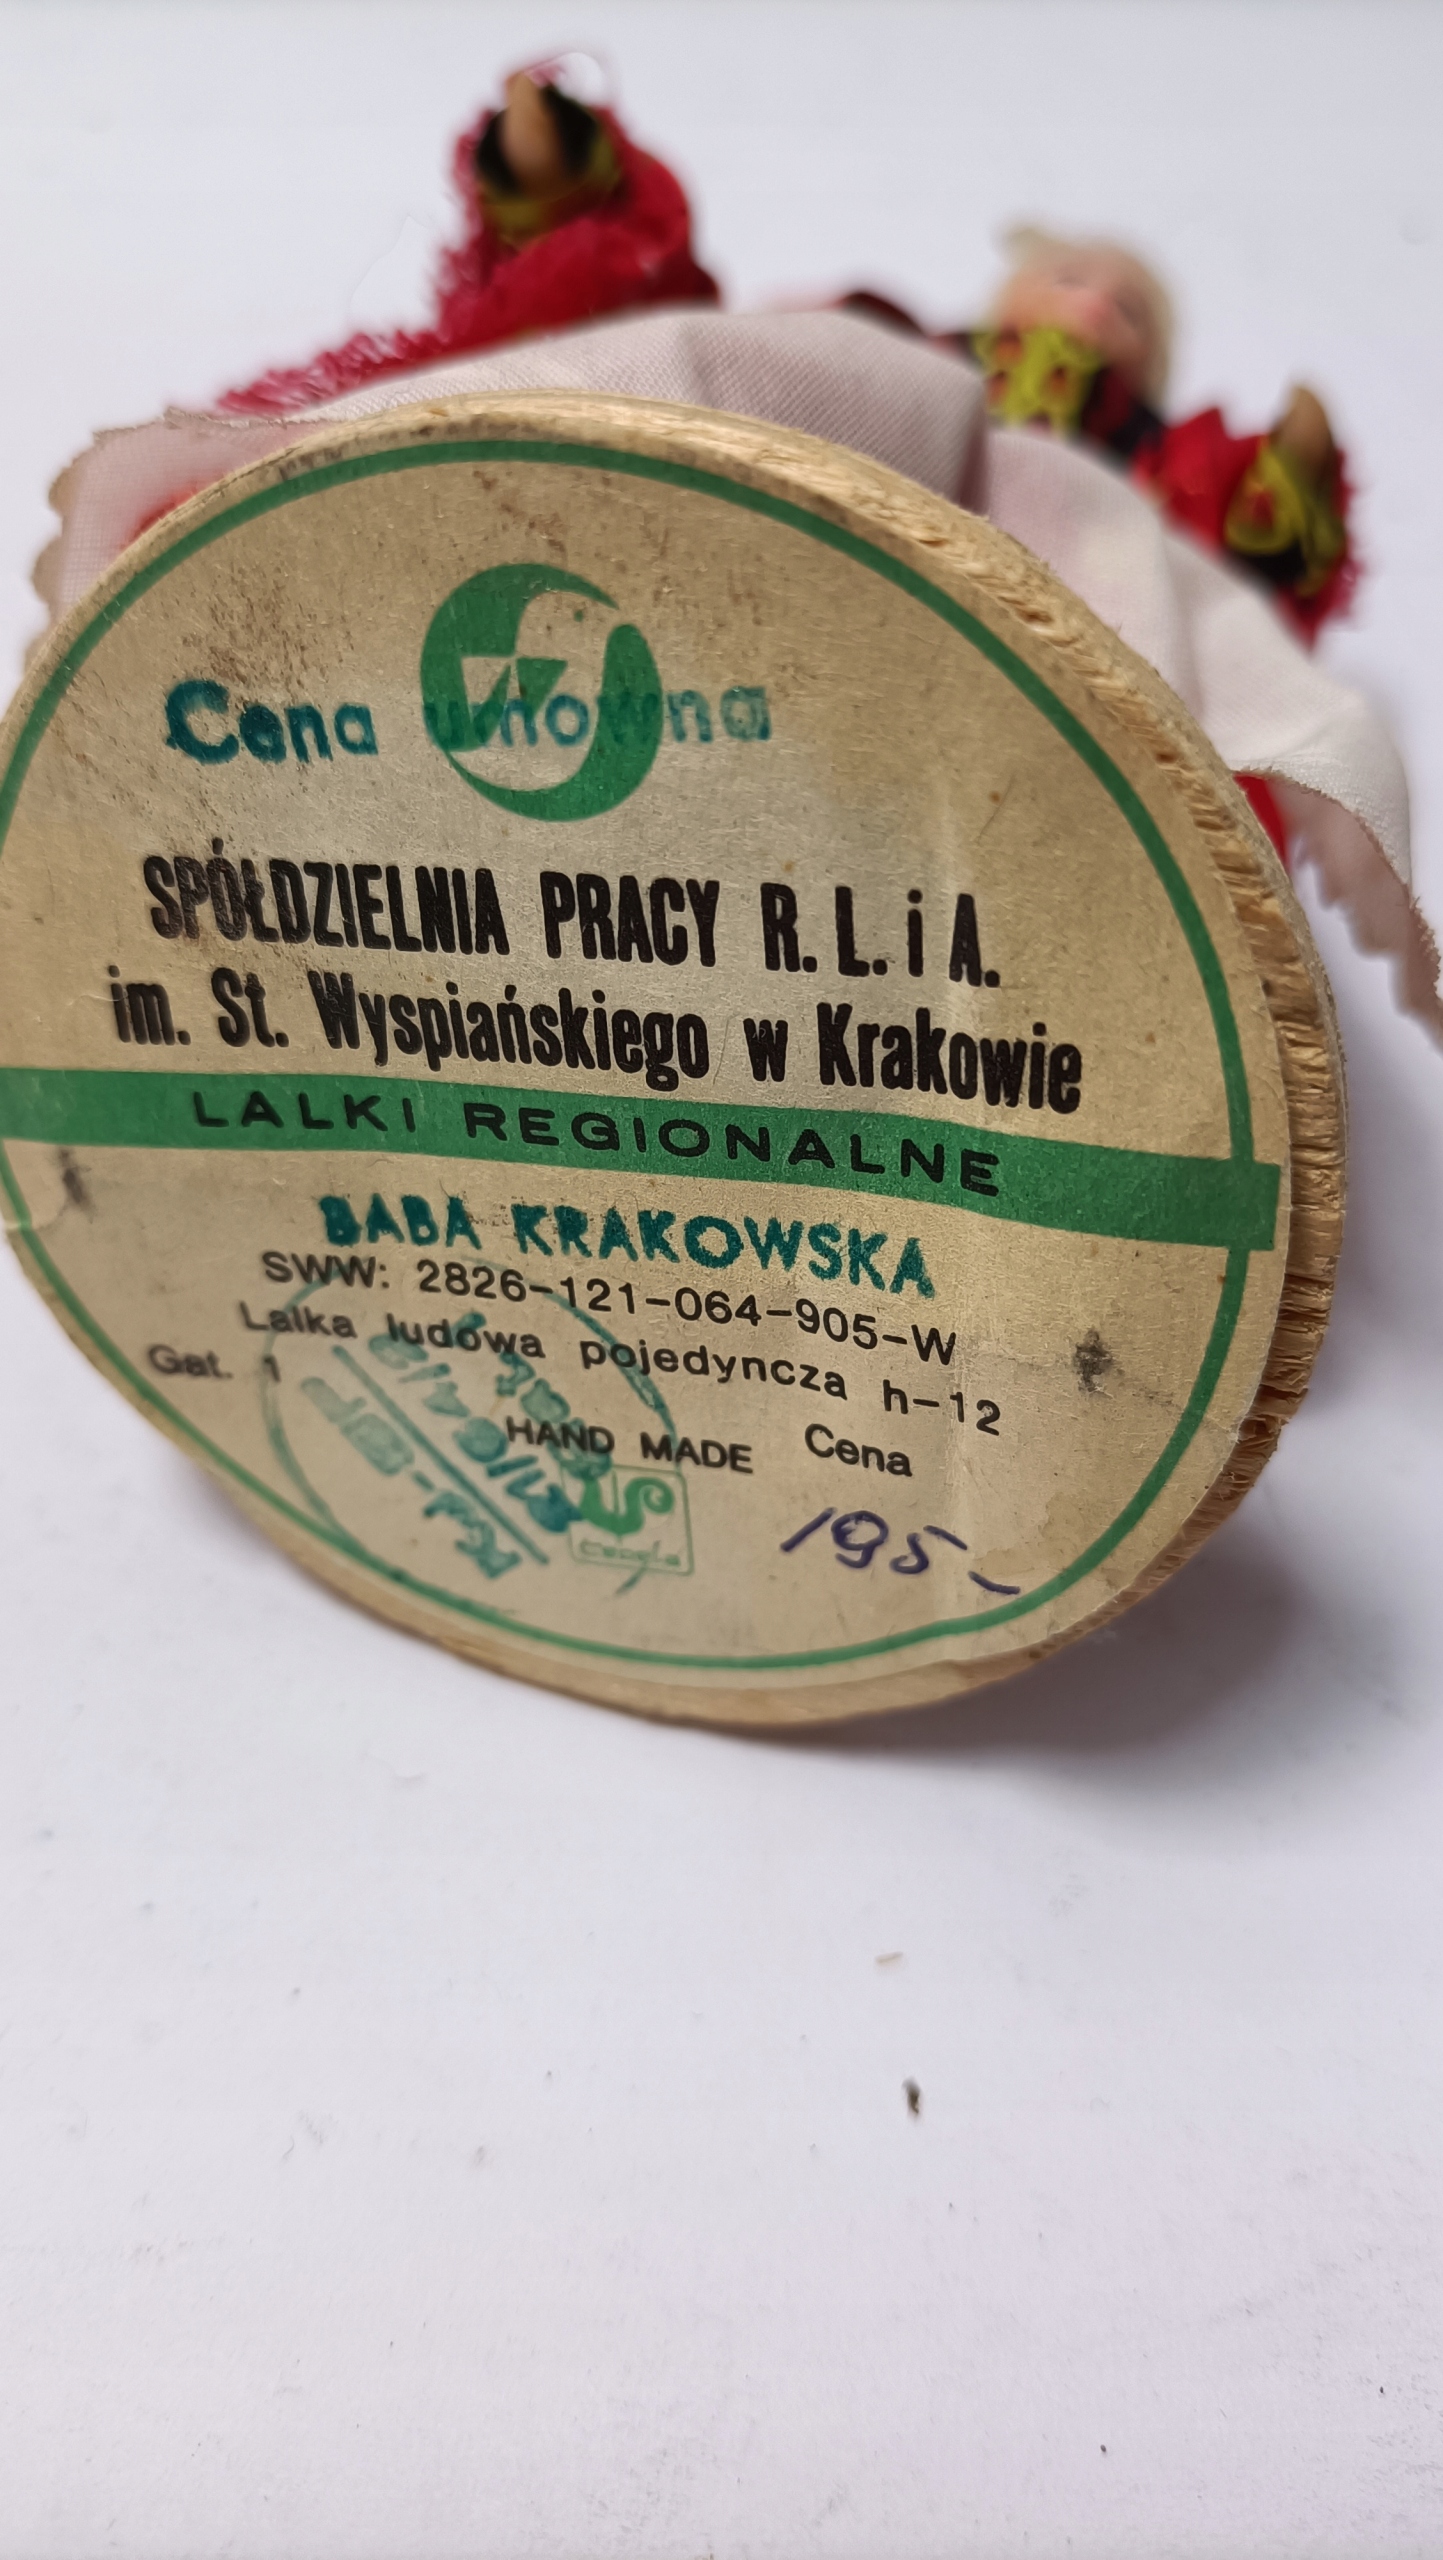 Cena umowna
SPÓŁDZIELNIA PRACY R. L. i A.
im. St. Wyspiańskiego w Krakowie
LALKI REGIONALNE
BABA KRAKOWSKA
SWW: 2826-121-064-905-W
Lalka ludowa pojedyncza h-12
Gat. 1
HAND MADE Cena
Cepelia
195-